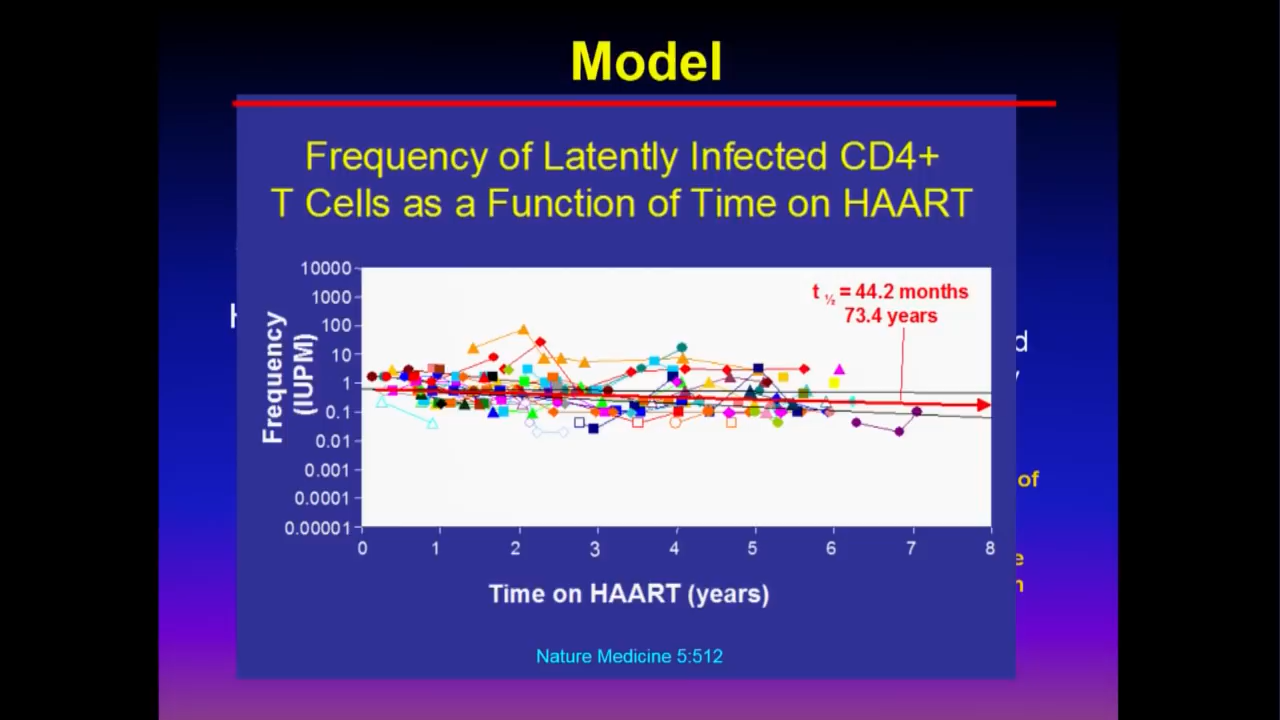 Model
Frequency of Latently Infected CD4+
T Cells as a Function of Time on HAART
10000
1000
100
10
1
0.1
0.01
0.001
0.0001
0.00001
Frequency
(IUPM)
t ½ = 44.2 months
73.4 years
0 1 2 3 4 5 6 7 8
Time on HAART (years)
Nature Medicine 5:512
of